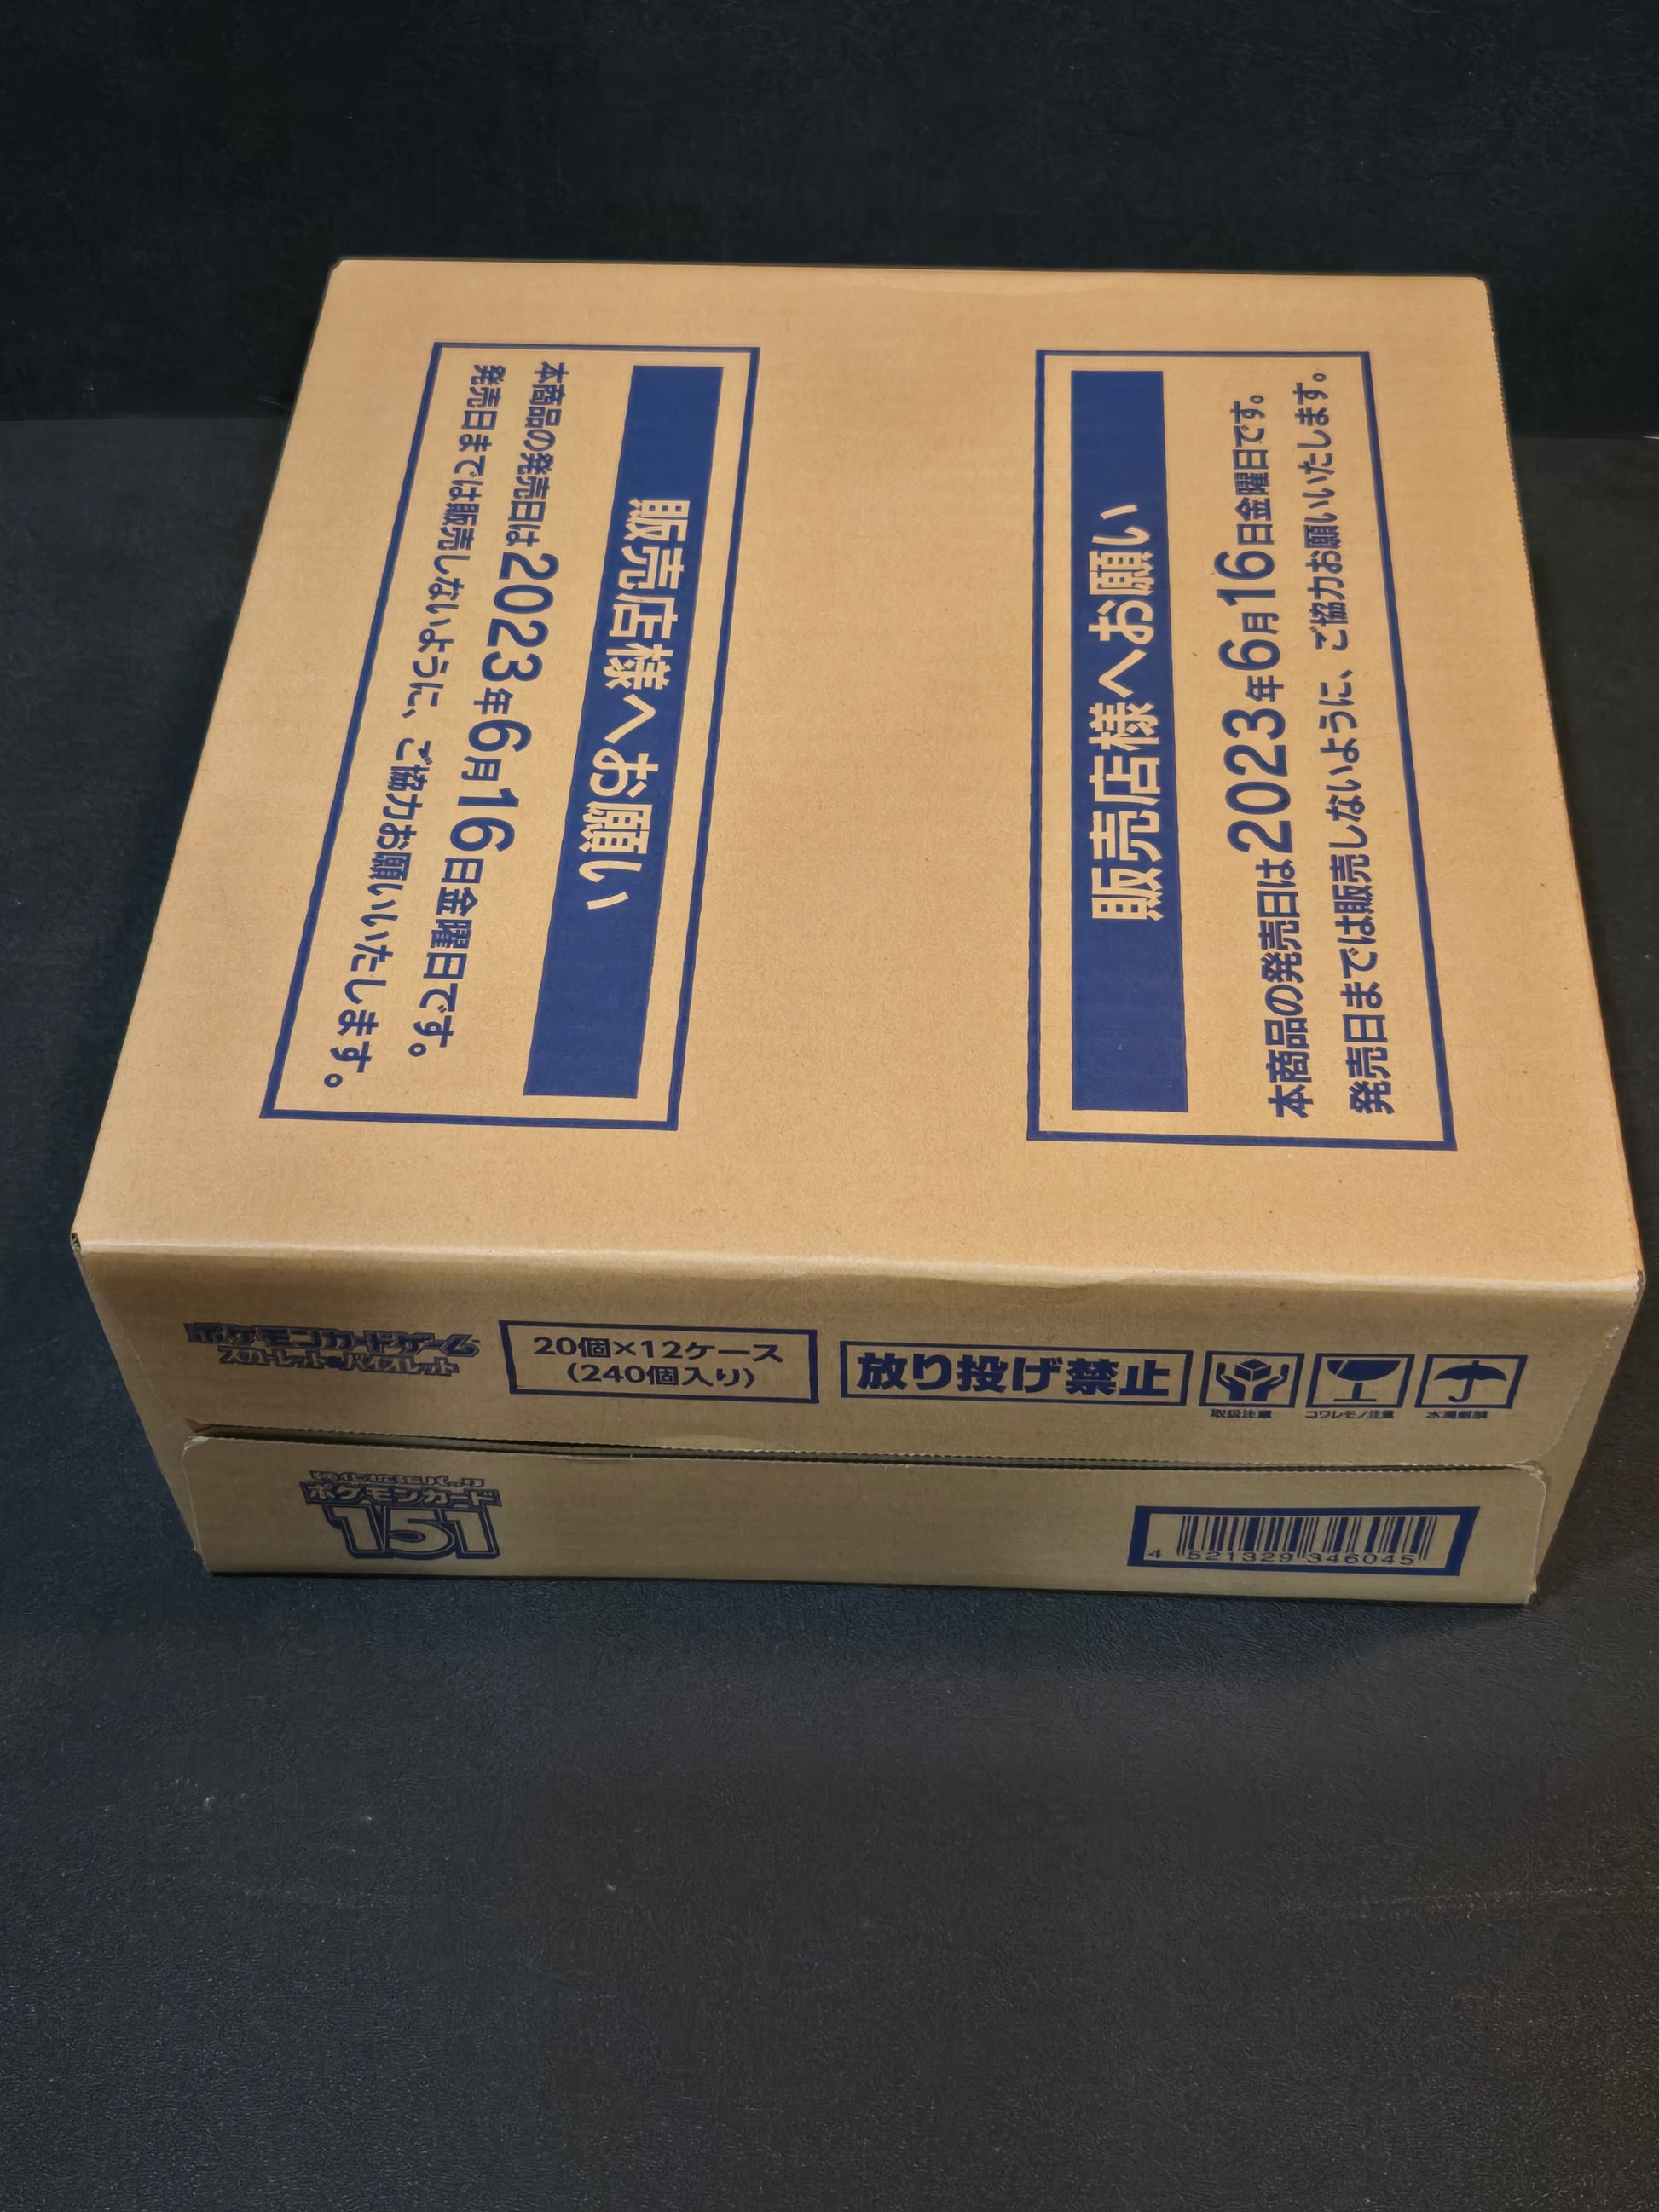 販売店様へお願い
本商品の発売日は2023年6月16日金曜日です。
発売日までは販売しないように、ご協力お願いいたします。
販売店様へお願い
本商品の発売日は2023年6月16日金曜日です。
発売日までは販売しないように、ご協力お願いいたします。
ポケモンカードゲーム
スカーレット&バイオレット
20個×12ケース
(240個入り)
放り投げ禁止
取扱注意
コワレモノ注意
水濡厳禁
強化拡張パック
ポケモンカード
151
4 521329 346045